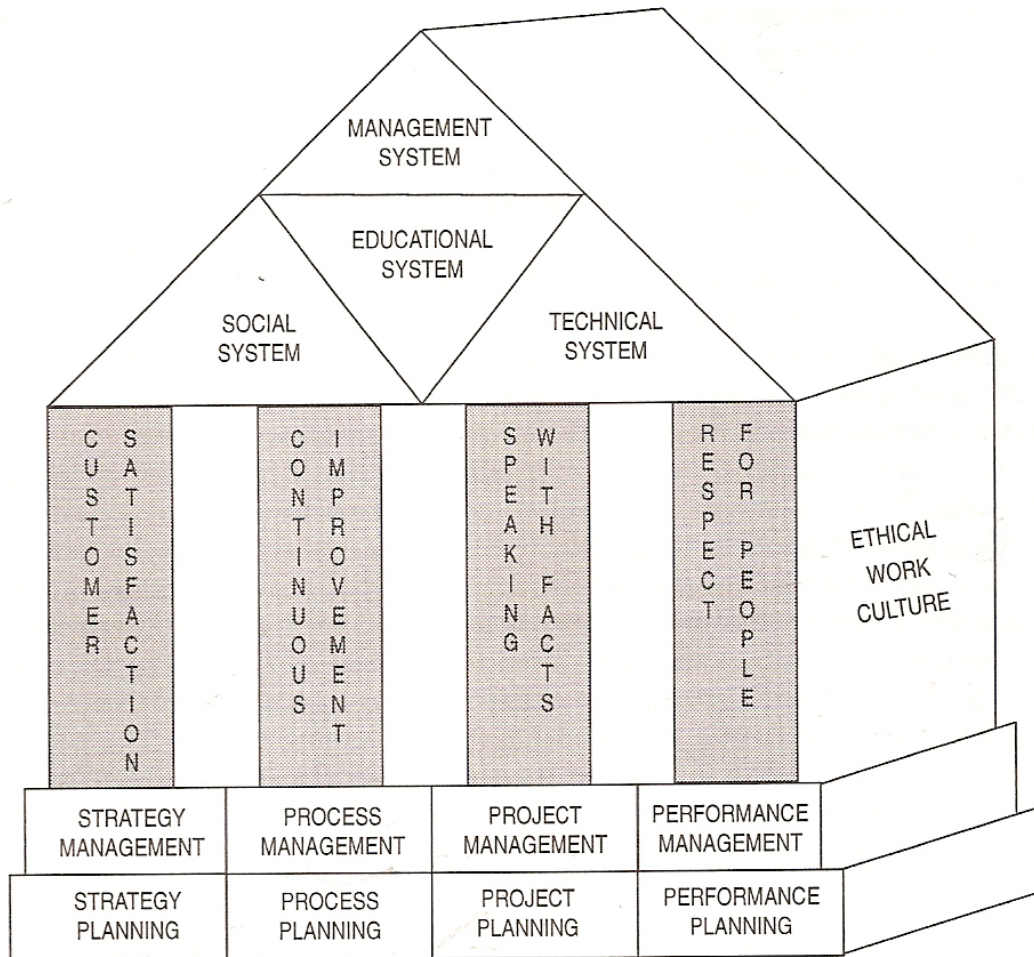 MANAGEMENT
SYSTEM
EDUCATIONAL
SYSTEM
SOCIAL
SYSTEM
TECHNICAL
SYSTEM
CUSTOMER
SATISFACTION
CONTINUOUS
IMPROVEMENT
SPEAKING
WITH FACTS
RESPECT
FOR PEOPLE
ETHICAL
WORK
CULTURE
STRATEGY
MANAGEMENT
PROCESS
MANAGEMENT
PROJECT
MANAGEMENT
PERFORMANCE
MANAGEMENT
STRATEGY
PLANNING
PROCESS
PLANNING
PROJECT
PLANNING
PERFORMANCE
PLANNING